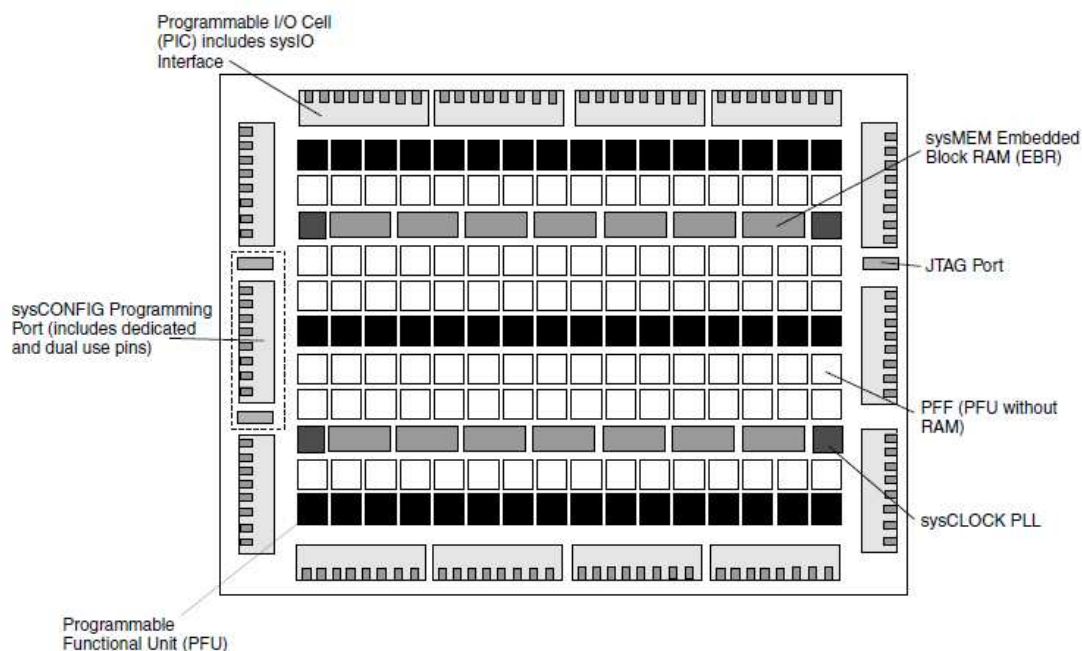 Programmable I/O Cell
(PIC) includes sysIO
Interface
sysMEM Embedded
Block RAM (EBR)
JTAG Port
sysCONFIG Programming
Port (includes dedicated
and dual use pins)
PFF (PFU without
RAM)
sysCLOCK PLL
Programmable
Functional Unit (PFU)